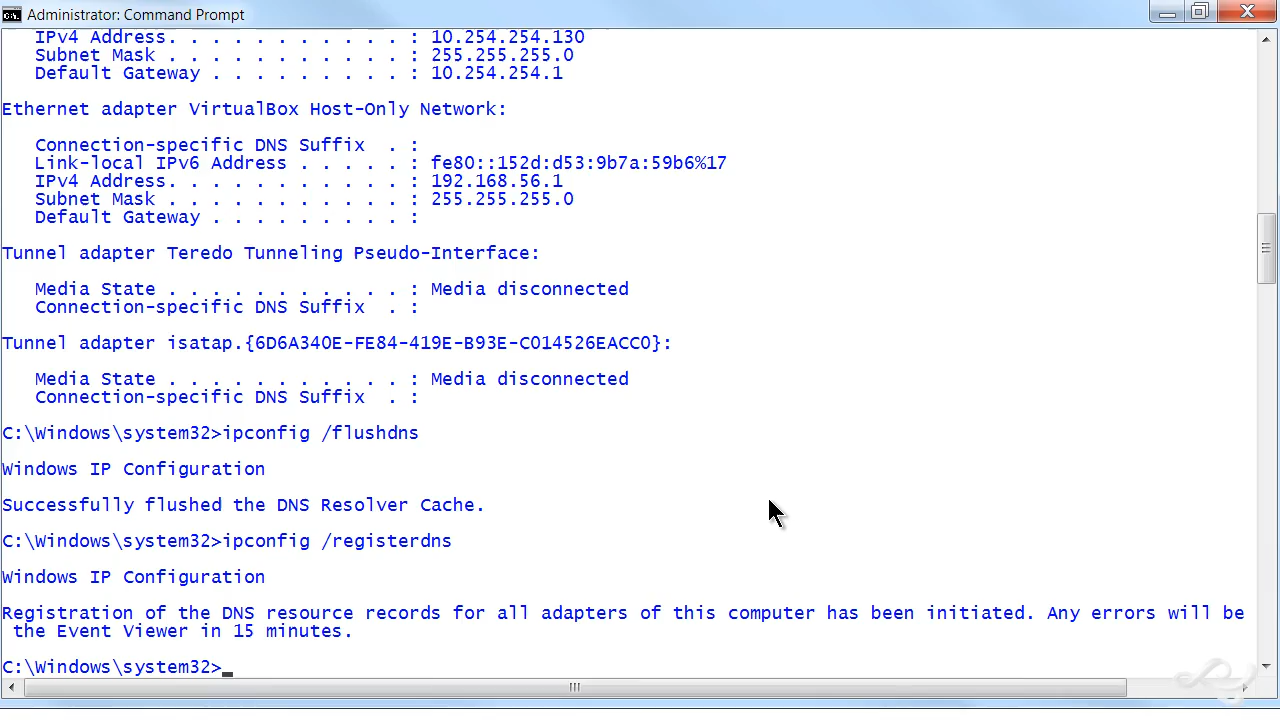 Administrator: Command Prompt
IPv4 Address. . . . . . . . . . . : 10.254.254.130
Subnet Mask . . . . . . . . . . . : 255.255.255.0
Default Gateway . . . . . . . . . : 10.254.254.1
Ethernet adapter VirtualBox Host-Only Network:
Connection-specific DNS Suffix  . :
Link-local IPv6 Address . . . . . : fe80::152d:d53:9b7a:59b6%17
IPv4 Address. . . . . . . . . . . : 192.168.56.1
Subnet Mask . . . . . . . . . . . : 255.255.255.0
Default Gateway . . . . . . . . . :
Tunnel adapter Teredo Tunneling Pseudo-Interface:
Media State . . . . . . . . . . . : Media disconnected
Connection-specific DNS Suffix  . :
Tunnel adapter isatap.{6D6A340E-FE84-419E-B93E-C014526EACC0}:
Media State . . . . . . . . . . . : Media disconnected
Connection-specific DNS Suffix  . :
C:\Windows\system32>ipconfig /flushdns
Windows IP Configuration
Successfully flushed the DNS Resolver Cache.
C:\Windows\system32>ipconfig /registerdns
Windows IP Configuration
Registration of the DNS resource records for all adapters of this computer has been initiated. Any errors will be
the Event Viewer in 15 minutes.
C:\Windows\system32>_